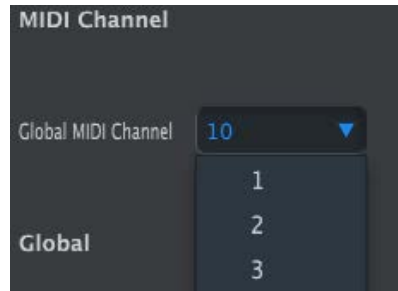 MIDI Channel
Global MIDI Channel 10
1
2
Global
3